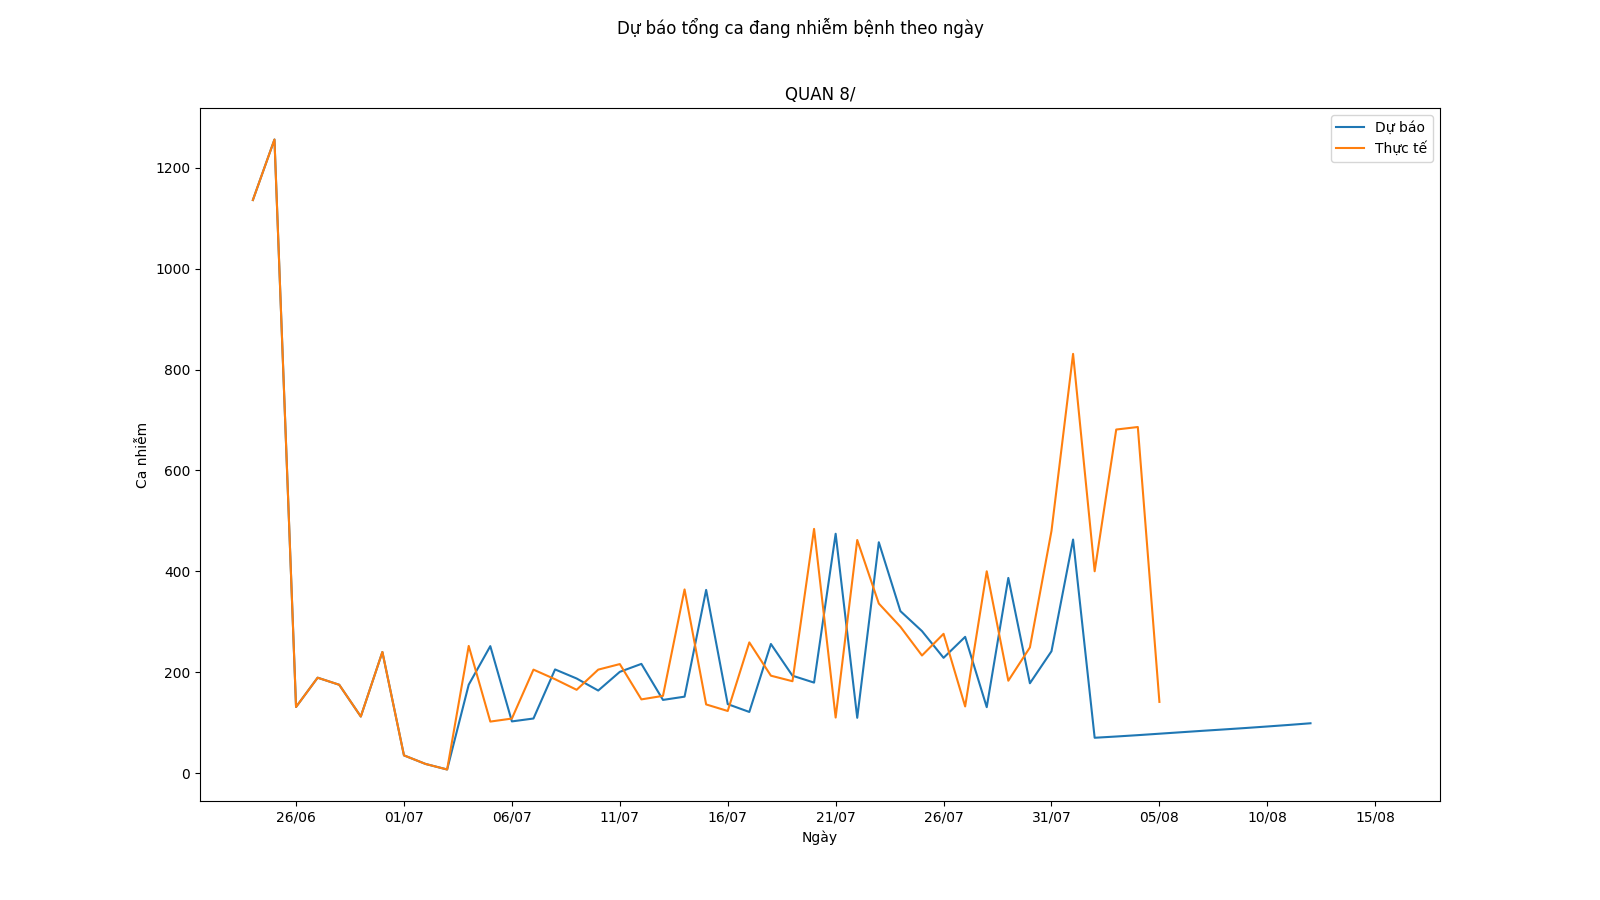 Dự báo tổng ca đang nhiễm bệnh theo ngày
QUAN 8/
Dự báo
Thực tế
1200
1000
800
600
400
200
0
Ca nhiễm
26/06 01/07 06/07 11/07 16/07 21/07 26/07 31/07 05/08 10/08 15/08
Ngày